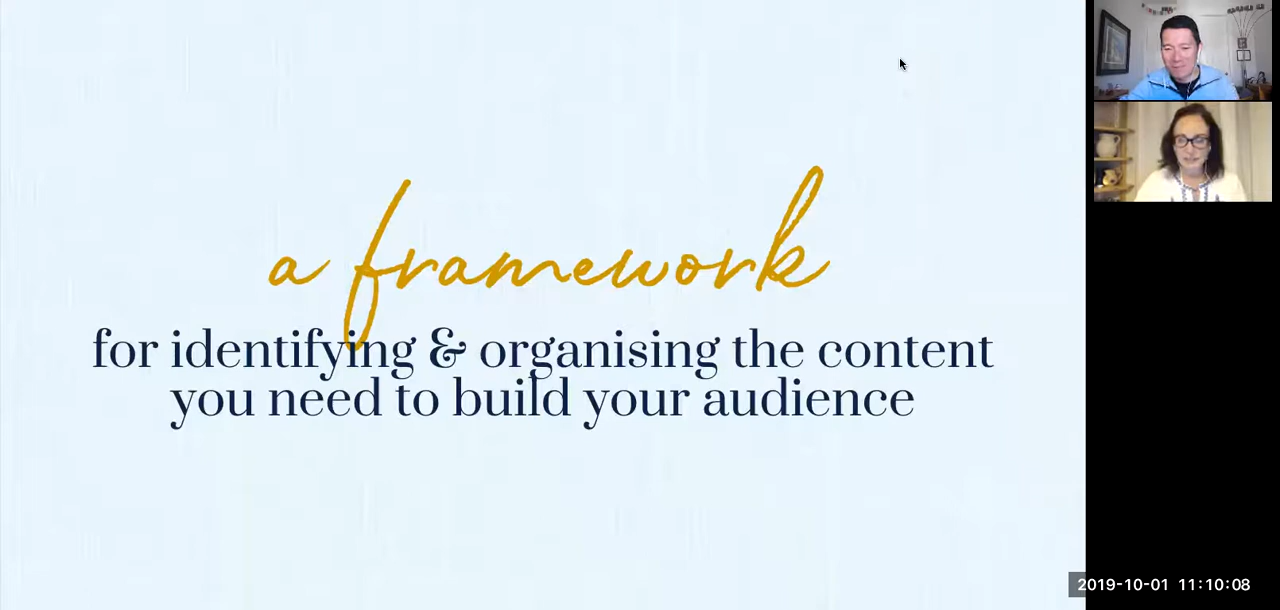 a framework
for identifying & organising the content
you need to build your audience
2019-10-01 11:10:08